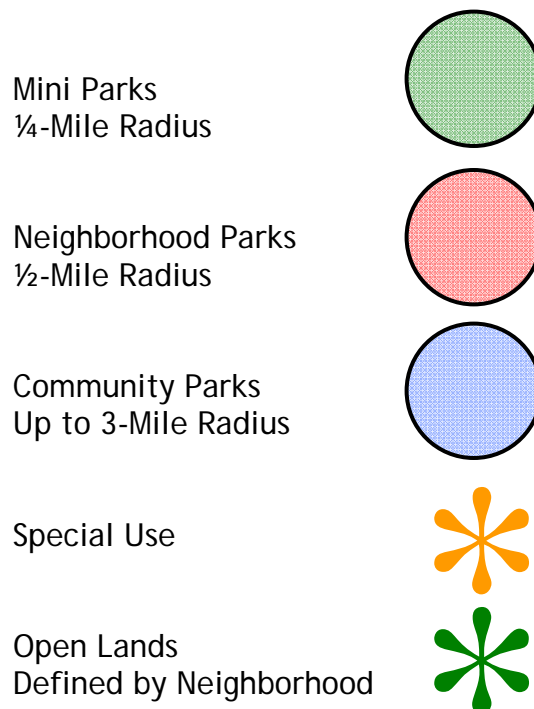 Mini Parks
¼-Mile Radius
Neighborhood Parks
½-Mile Radius
Community Parks
Up to 3-Mile Radius
Special Use
Open Lands
Defined by Neighborhood